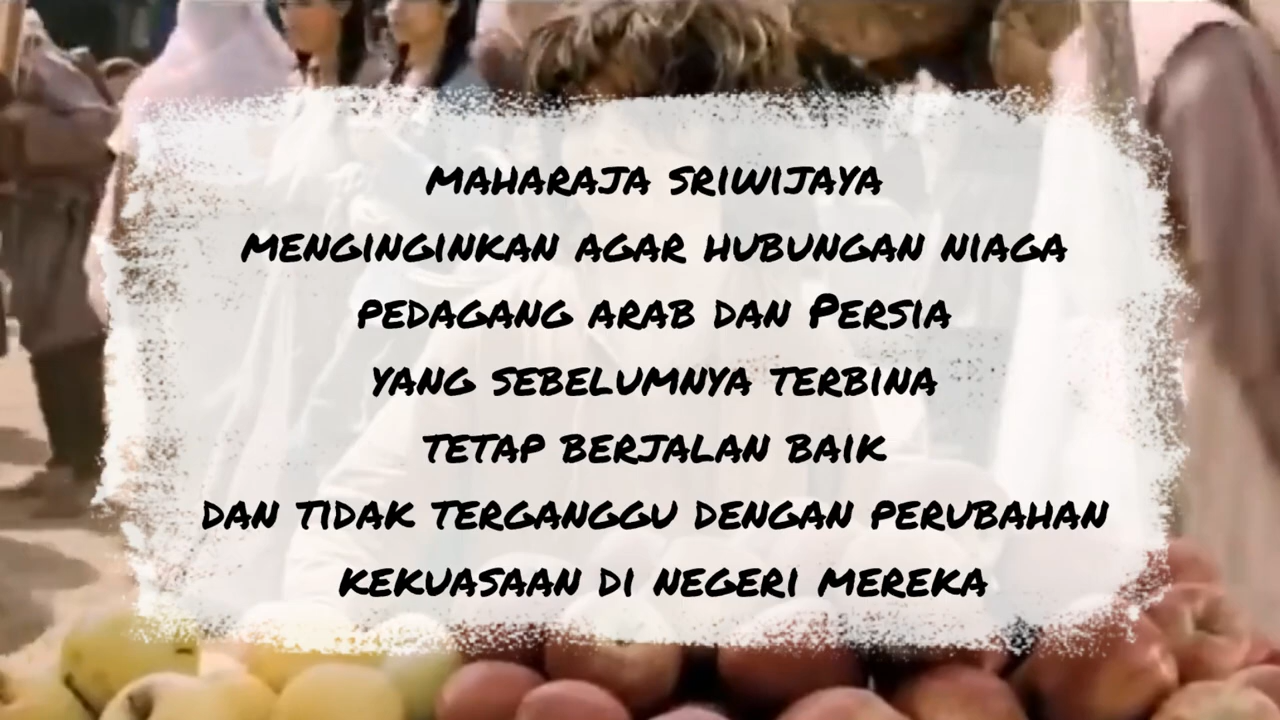 MAHARAJA SRIWIJAYA
MENGINGINKAN AGAR HUBUNGAN NIAGA
PEDAGANG ARAB DAN PERSIA
YANG SEBELUMNYA TERBINA
TETAP BERJALAN BAIK
DAN TIDAK TERGANGGU DENGAN PERUBAHAN
KEKUASAAN DI NEGERI MEREKA